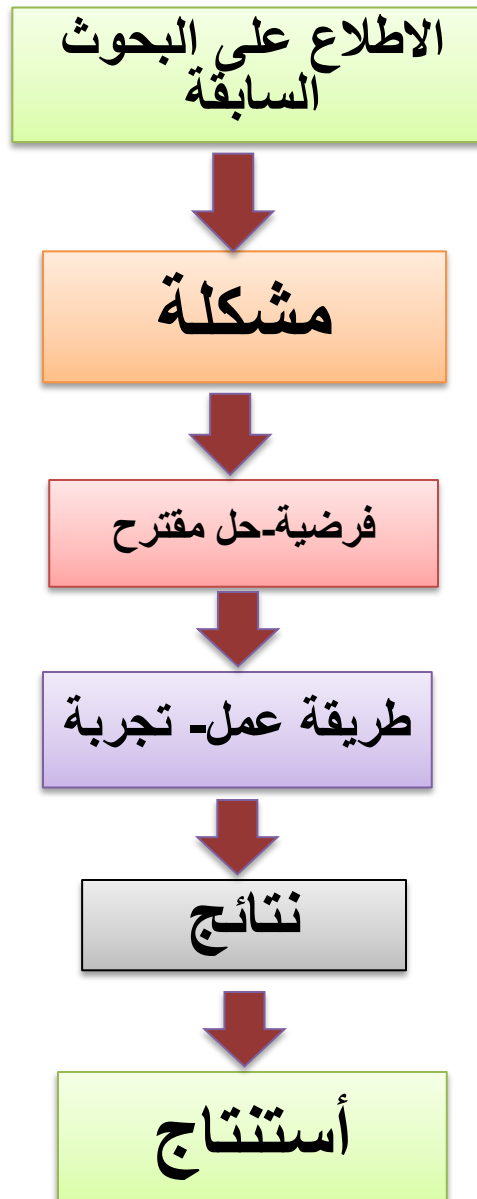 الاطلاع على البحوث
السابقة
مشكلة
فرضية-حل مقترح
طريقة عمل- تجربة
نتائج
أستنتاج